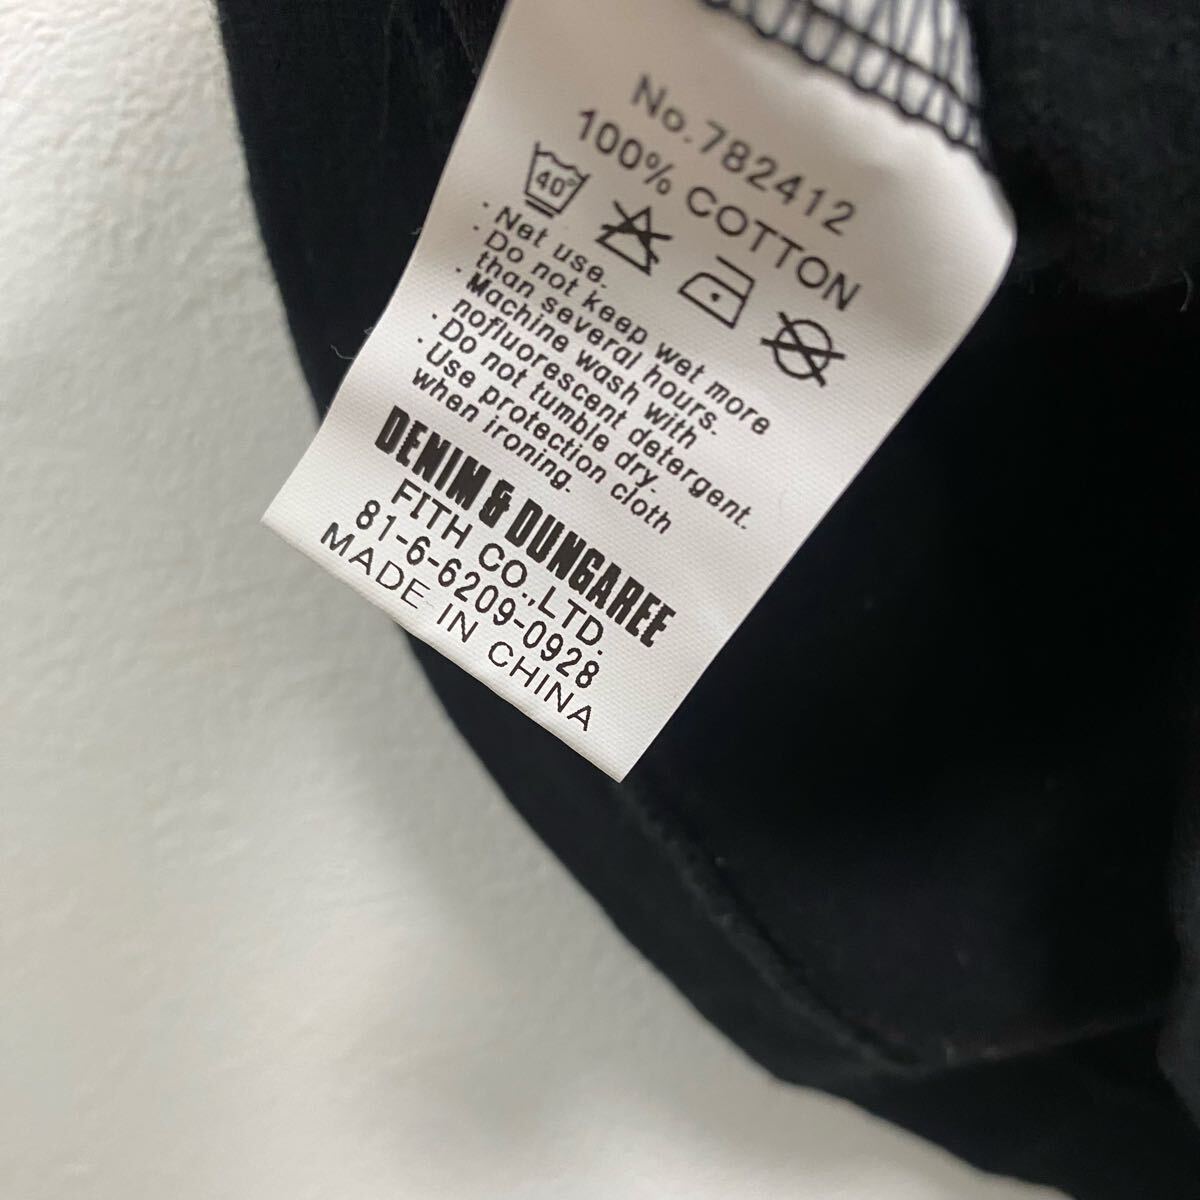 No.782412
100% COTTON
40°
·Net use.
·Do not keep wet more
than several hours.
·Machine wash with
nofluorescent detergent.
·Do not tumble dry.
·Use protection cloth
when ironing.
DENIM & DUNGAREE
FITH CO.,LTD.
81-6-6209-0928
MADE IN CHINA